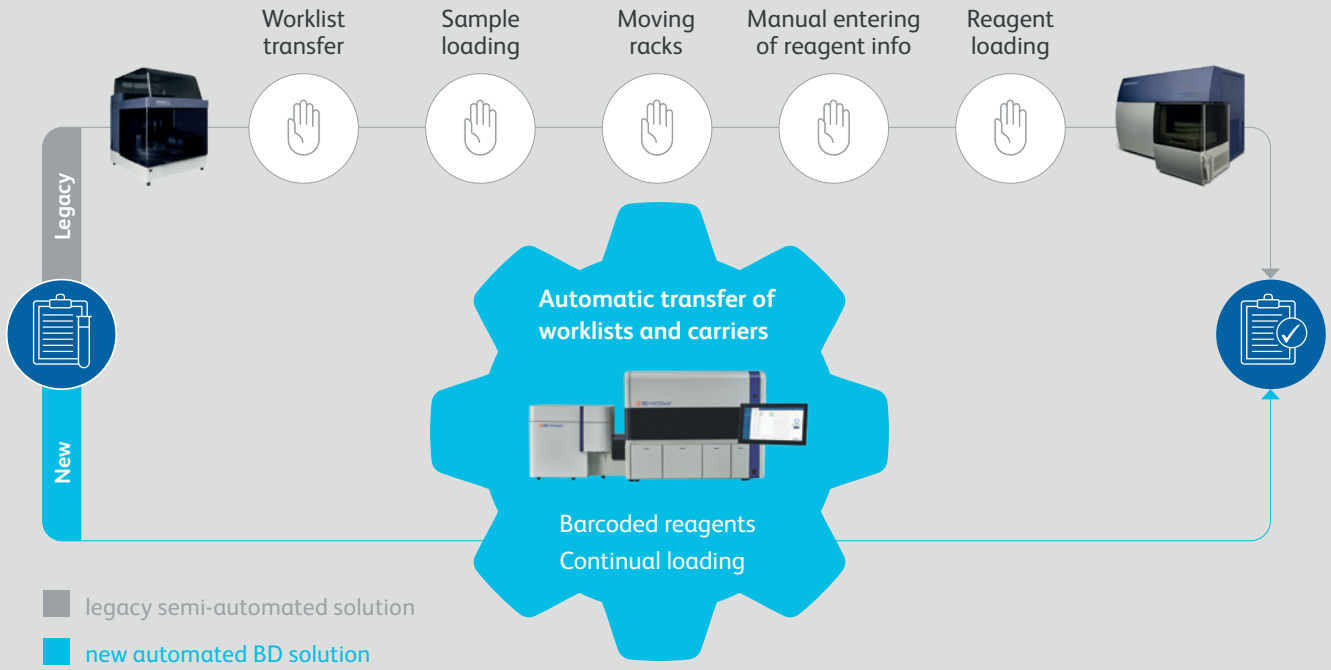 Worklist
transfer
Sample
loading
Moving
racks
Manual entering
of reagent info
Reagent
loading
Legacy
New
Automatic transfer of
worklists and carriers
Barcoded reagents
Continual loading
legacy semi-automated solution
new automated BD solution